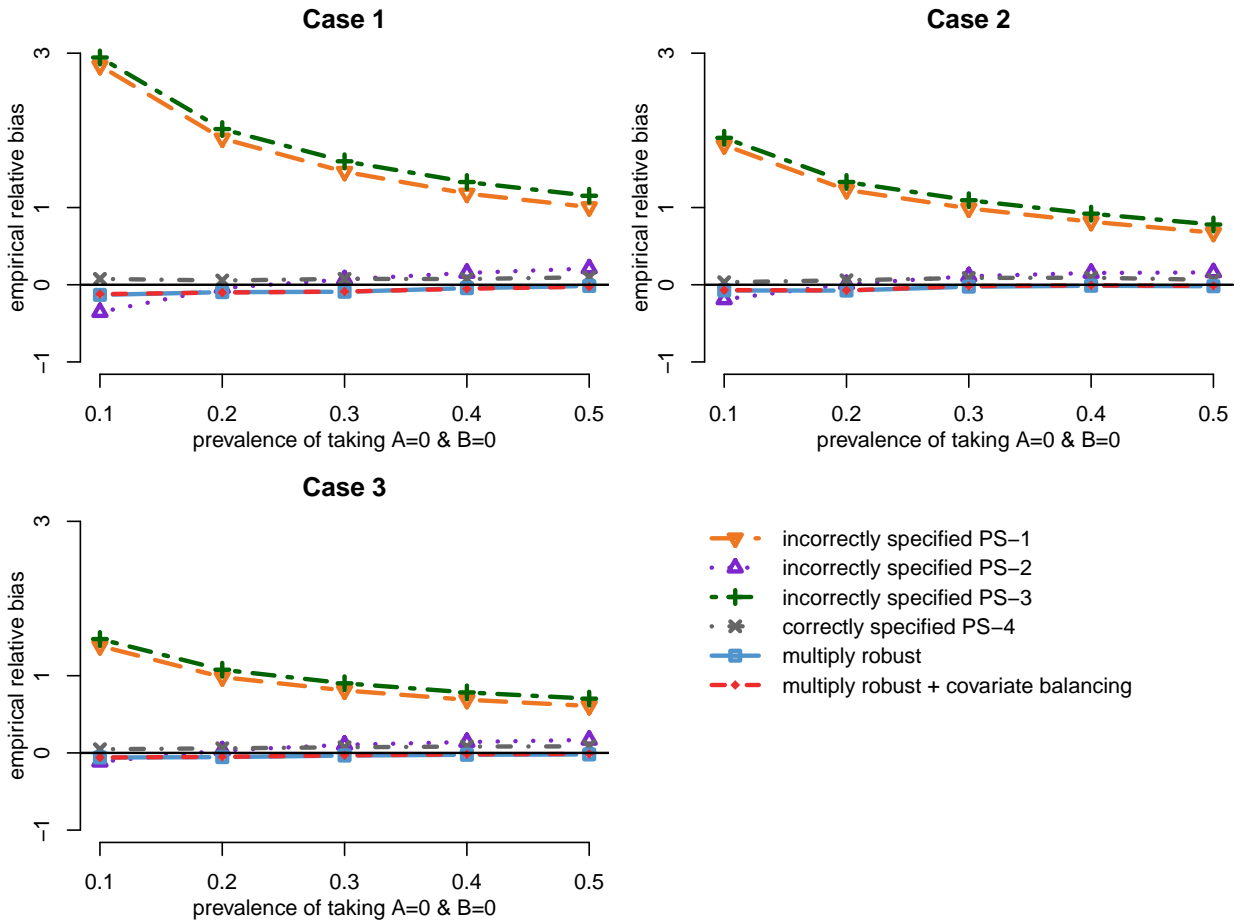 Case 1
empirical relative bias
3
1
0
−1
0.1 0.2 0.3 0.4 0.5
prevalence of taking A=0 & B=0
Case 2
empirical relative bias
3
1
0
−1
0.1 0.2 0.3 0.4 0.5
prevalence of taking A=0 & B=0
Case 3
empirical relative bias
3
1
0
−1
0.1 0.2 0.3 0.4 0.5
prevalence of taking A=0 & B=0
incorrectly specified PS−1
incorrectly specified PS−2
incorrectly specified PS−3
correctly specified PS−4
multiply robust
multiply robust + covariate balancing